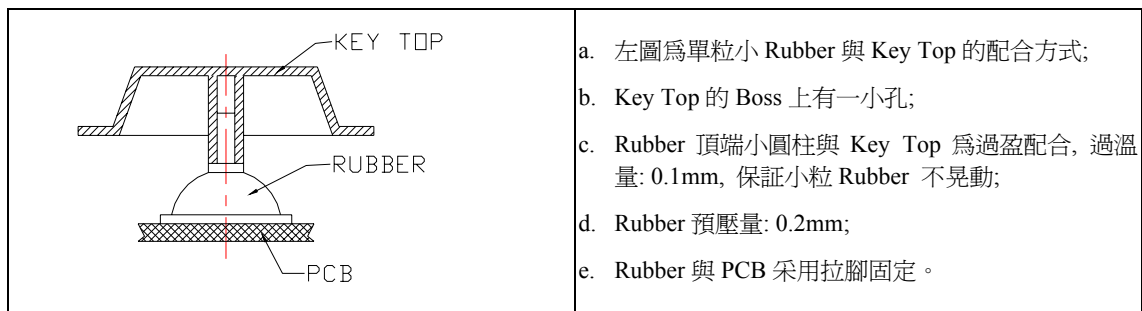 KEY TOP
RUBBER
PCB
a. 左圖爲單粒小 Rubber 與 Key Top 的配合方式;
b. Key Top 的 Boss 上有一小孔;
c. Rubber 頂端小圓柱與 Key Top 爲過盈配合, 過溫
量: 0.1mm, 保証小粒 Rubber 不晃動;
d. Rubber 預壓量: 0.2mm;
e. Rubber 與 PCB 采用拉腳固定。